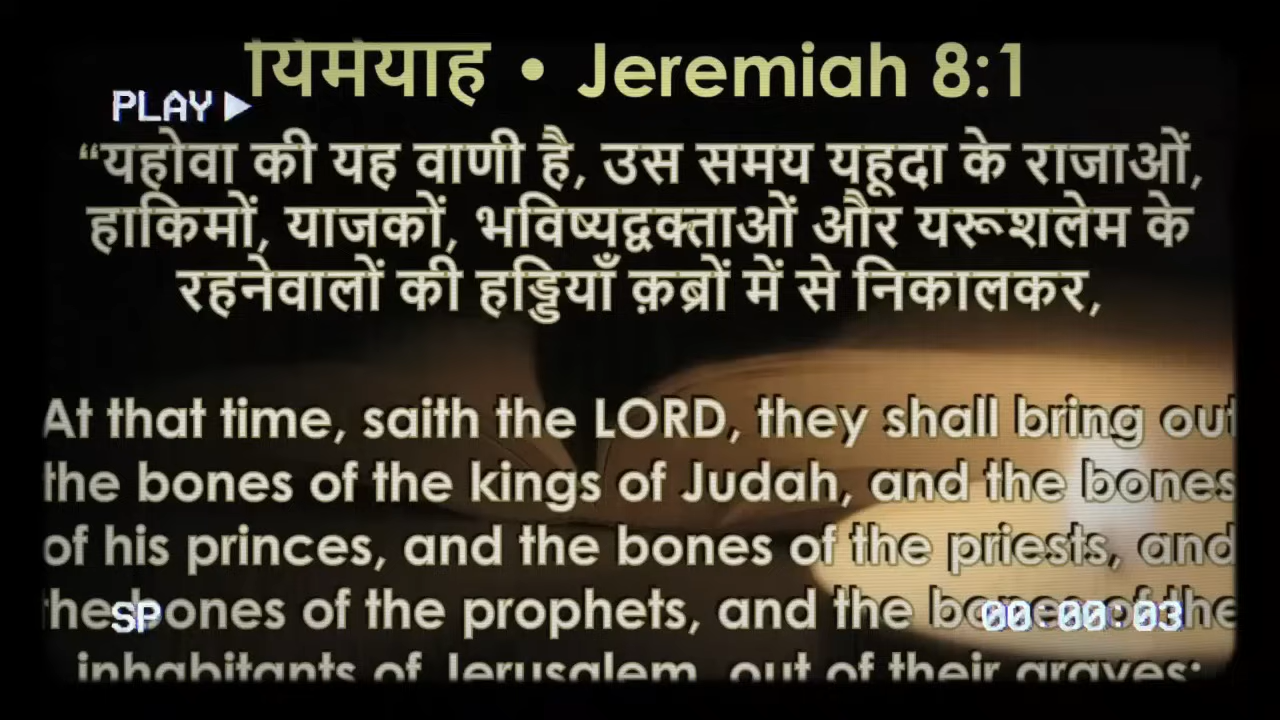 यिर्मयाह • Jeremiah 8:1
PLAY
“यहोवा की यह वाणी है, उस समय यहूदा के राजाओं,
हाकिमों, याजकों, भविष्यद्वक्ताओं और यरूशलेम के
रहनेवालों की हड्डियाँ क़ब्रों में से निकालकर,
At that time, saith the LORD, they shall bring out
the bones of the kings of Judah, and the bones
of his princes, and the bones of the priests, and
the bones of the prophets, and the bones of the
SP
00:00:03
inhabitants of Jerusalem, out of their graves: